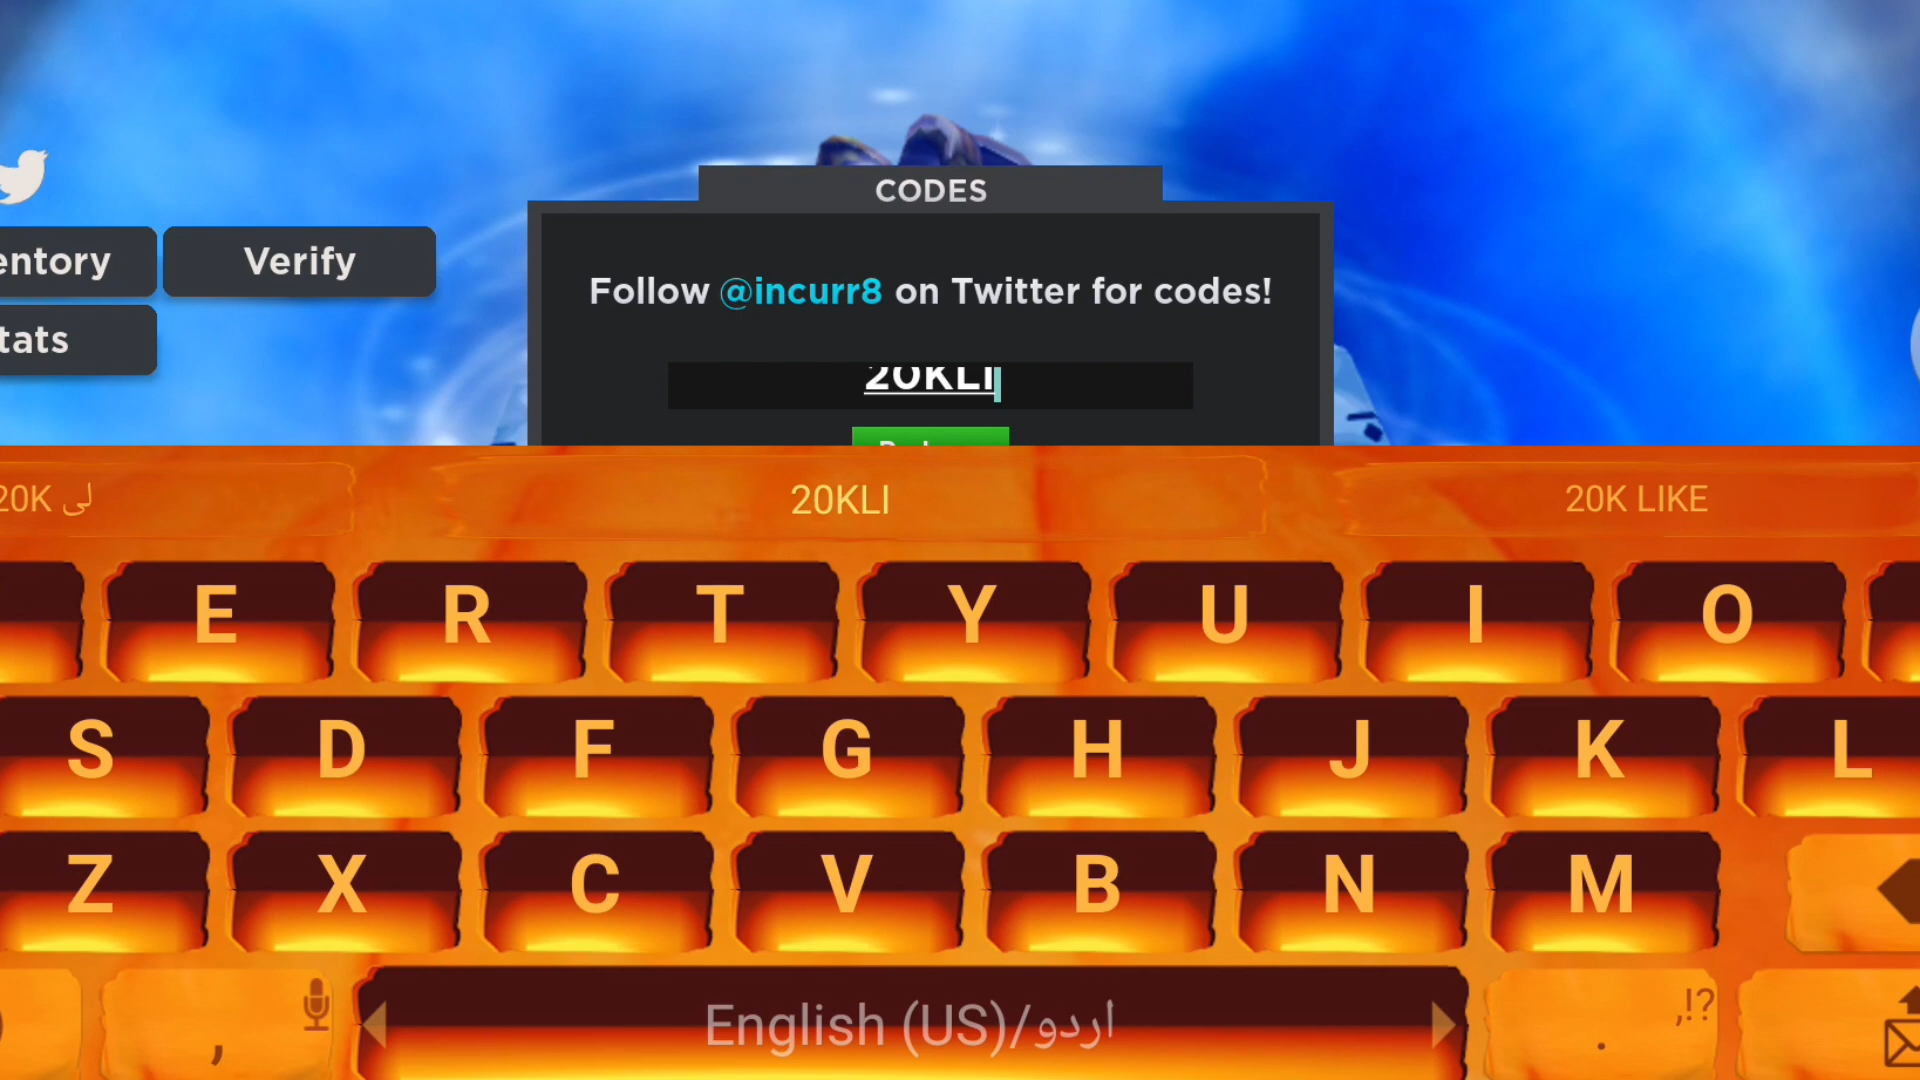 CODES
Follow @incurr8 on Twitter for codes!
entory
Verify
tats
20KLI
20K لی
20KLI
20K LIKE
E R T Y U I O
S D F G H J K L
Z X C V B N M
,
English (US)/اردو
,!?
.